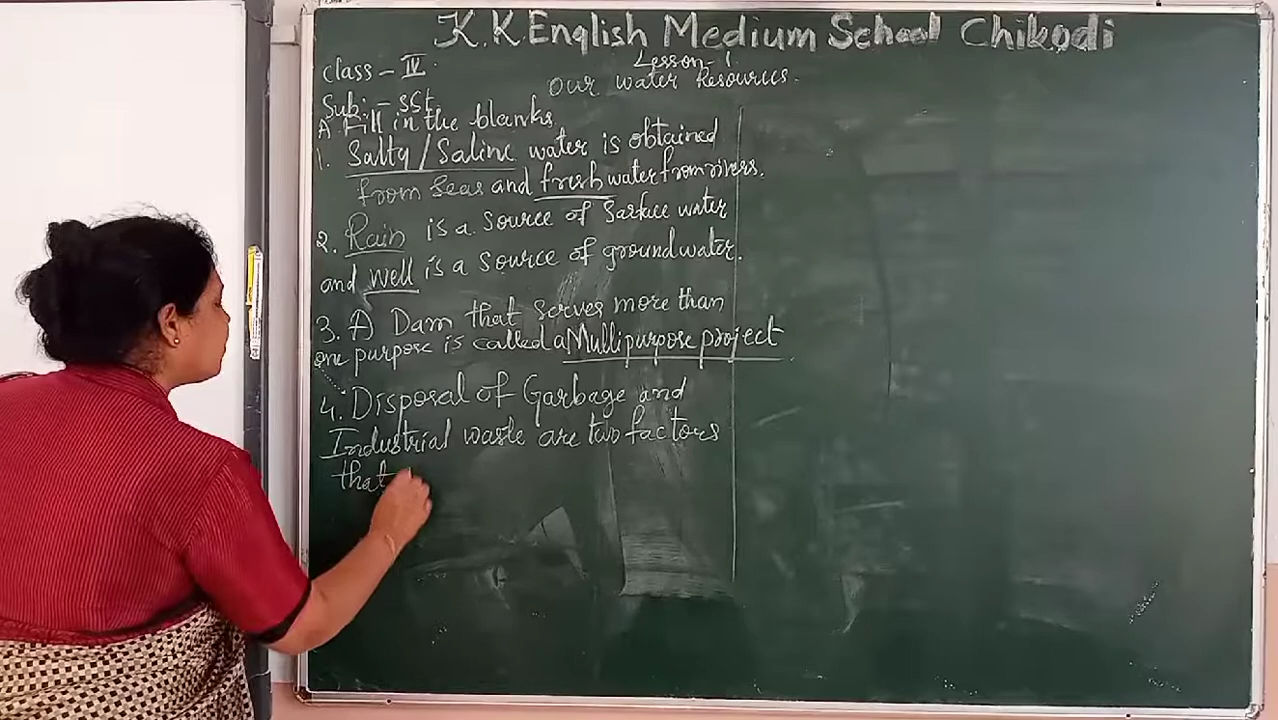 K.K.English Medium School Chikodi
Class - IV
Lesson - 1.
Our Water Resources.
Sub: - SSt.
A. Fill in the blanks
1. Salty/Saline water is obtained
from Seas and fresh water from rivers.
2. Rain is a source of Sarface water
and well is a source of groundwater.
3. A Dam that serves more than
one purpose is called a Multipurpose project
4. Disposal of Garbage and
Industrial waste are two factors
that